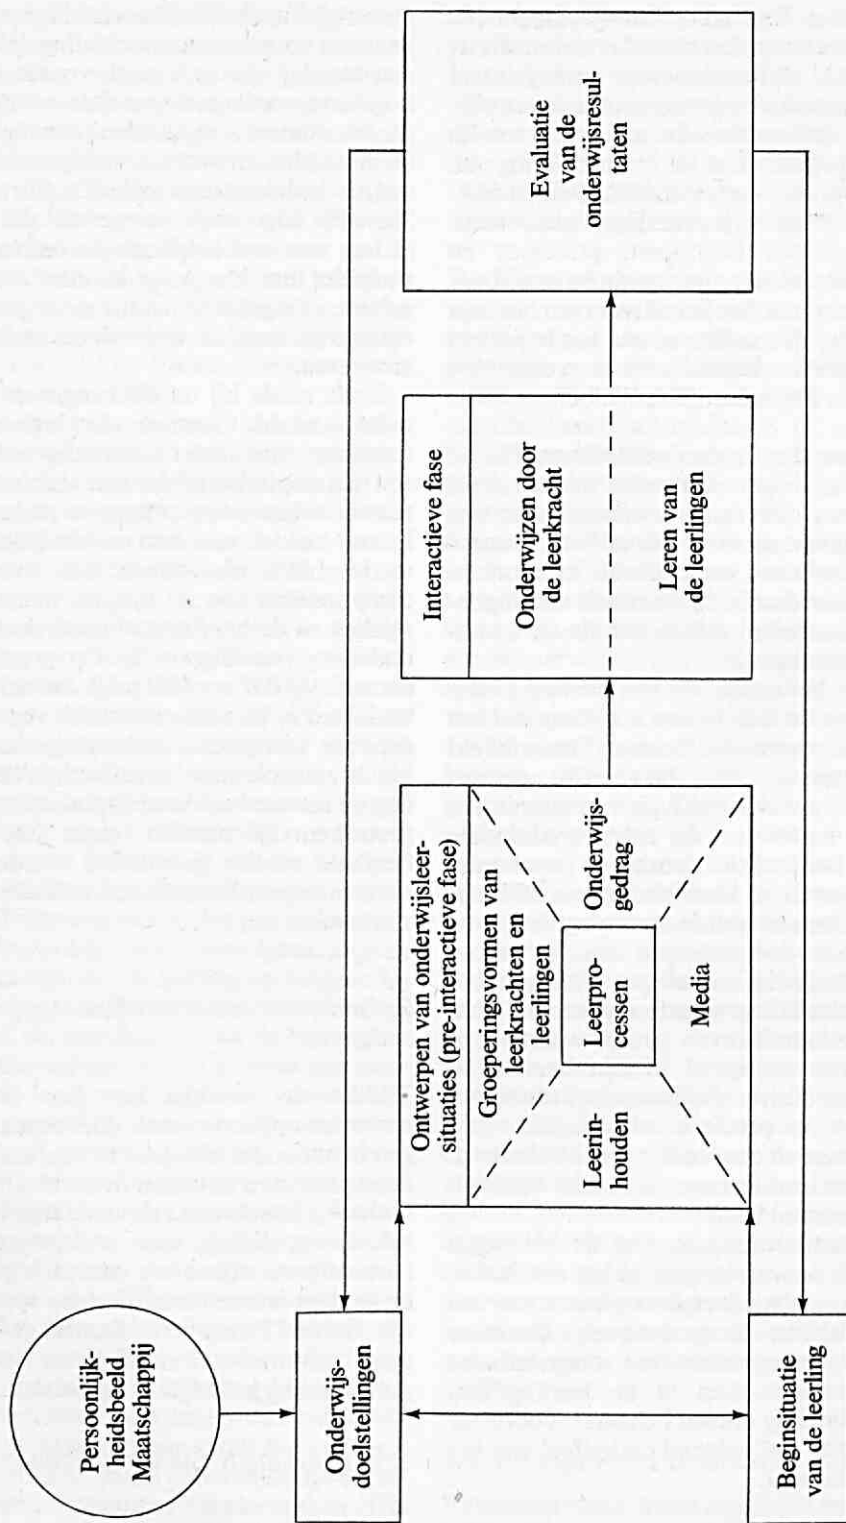 Persoonlijk-
heidsbeeld
Maatschappij
Onderwijs-
doelstellingen
Beginsituatie
van de leerling
Ontwerpen van onderwijsleer-
situaties (pre-interactieve fase)
Groeperingsvormen van
leerkrachten en
leerlingen
Leerin-
houden
Leerpro-
cessen
Onderwijs-
gedrag
Media
Interactieve fase
Onderwijzen door
de leerkracht
Leren van
de leerlingen
Evaluatie
van de
onderwijsresul-
taten